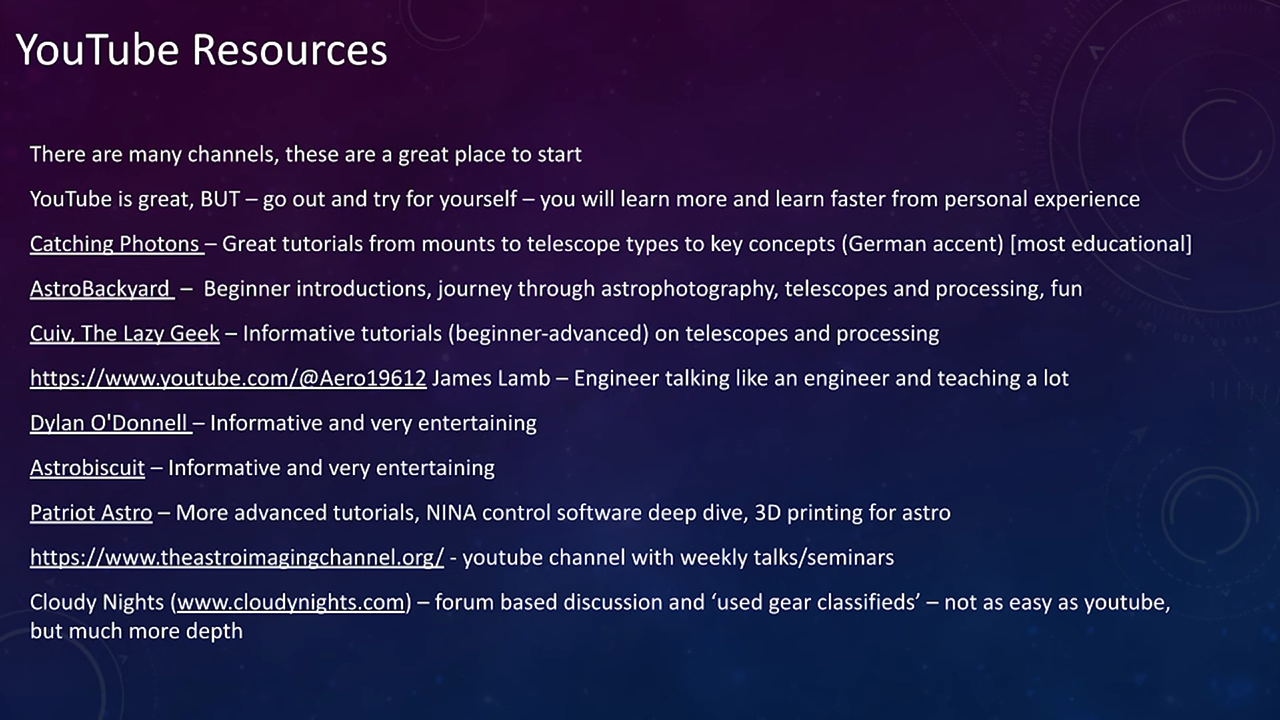 YouTube Resources
There are many channels, these are a great place to start
YouTube is great, BUT – go out and try for yourself – you will learn more and learn faster from personal experience
Catching Photons – Great tutorials from mounts to telescope types to key concepts (German accent) [most educational]
AstroBackyard – Beginner introductions, journey through astrophotography, telescopes and processing, fun
Cuiv, The Lazy Geek – Informative tutorials (beginner-advanced) on telescopes and processing
https://www.youtube.com/@Aero19612 James Lamb – Engineer talking like an engineer and teaching a lot
Dylan O'Donnell – Informative and very entertaining
Astrobiscuit – Informative and very entertaining
Patriot Astro – More advanced tutorials, NINA control software deep dive, 3D printing for astro
https://www.theastroimagingchannel.org/ - youtube channel with weekly talks/seminars
Cloudy Nights (www.cloudynights.com) – forum based discussion and ‘used gear classifieds’ – not as easy as youtube,
but much more depth